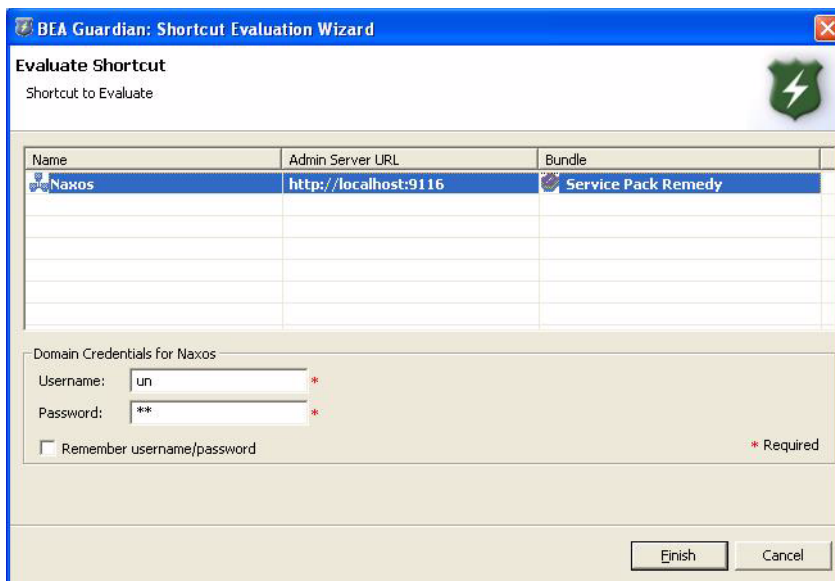 BEA Guardian: Shortcut Evaluation Wizard
Evaluate Shortcut
Shortcut to Evaluate
Name Admin Server URL Bundle
Naxos http://localhost:9116 Service Pack Remedy
Domain Credentials for Naxos
Username: un *
Password: ** *
Remember username/password * Required
Finish Cancel